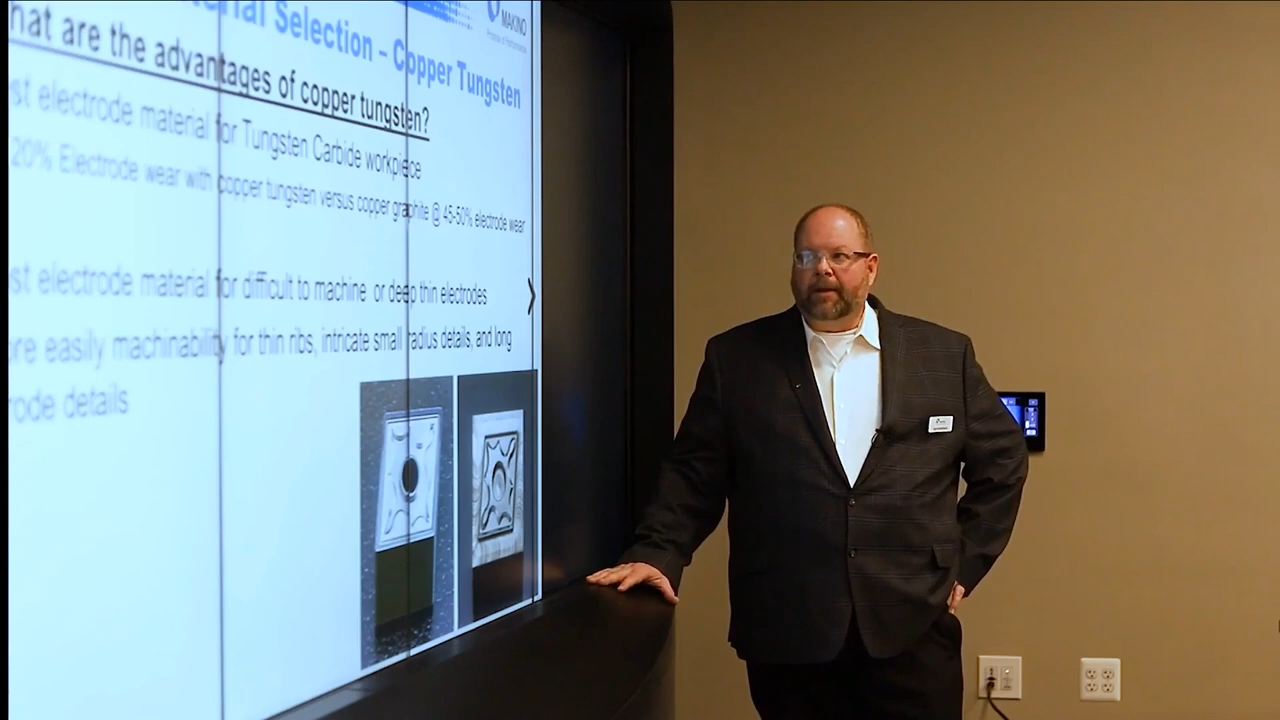 erial Selection – Copper Tungsten
MAKINO
hat are the advantages of copper tungsten?
st electrode material for Tungsten Carbide workpiece
20% Electrode wear with copper tungsten versus copper graphite @ 45-50% electrode wear
st electrode material for difficult to machine or deep thin electrodes
ore easily machinability for thin ribs, intricate small radius details, and long
rode details